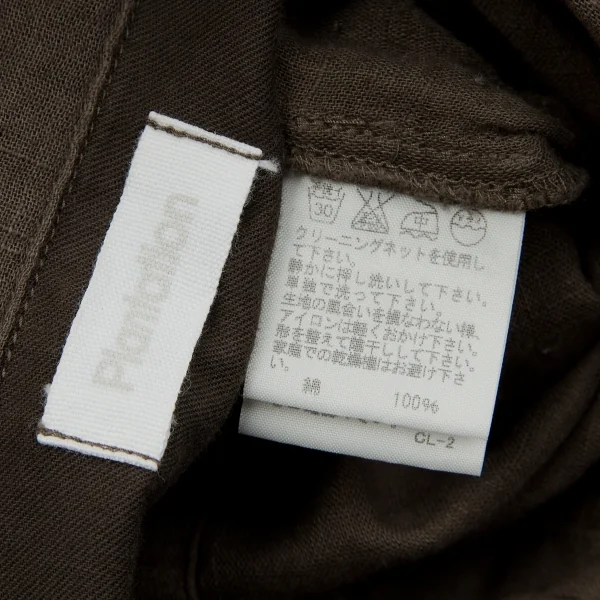 Plantation
30
クリーニングネットを使用し
て下さい。
静かに押し洗いして下さい。
単独で洗って下さい。
生地の風合いを損なわない様、
アイロンは軽くおかけ下さい。
形を整えて陰干しして下さい。
家庭での乾燥機はお避け下さ
い。
綿 100%
CL-2